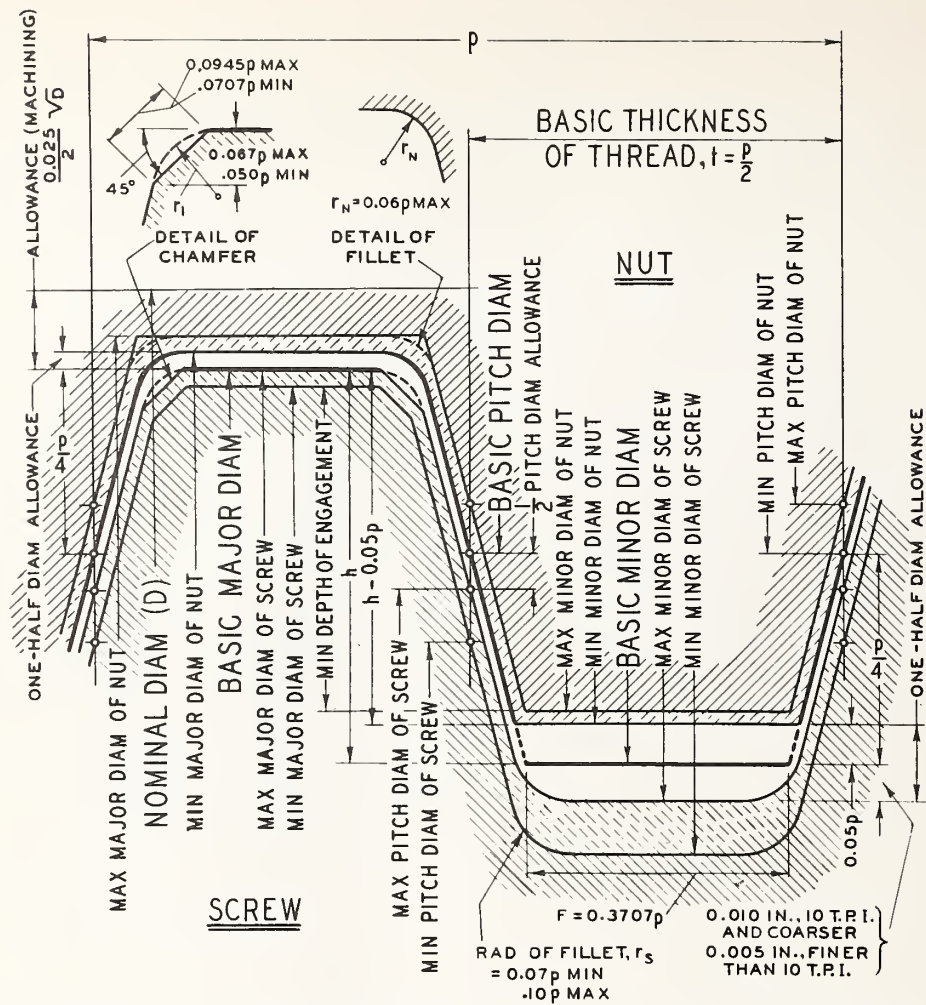 p
0.0945p MAX
.0707p MIN
0.067p MAX
.050p MIN
45°
r₁
DETAIL OF
CHAMFER
r_N
r_N = 0.06p MAX
DETAIL OF
FILLET
BASIC THICKNESS
OF THREAD, t = p/2
ALLOWANCE (MACHINING)
0.025/2 √D
ONE-HALF DIAM ALLOWANCE
p/4
MAX MAJOR DIAM OF NUT
NOMINAL DIAM (D)
MIN MAJOR DIAM OF NUT
BASIC MAJOR DIAM
MAX MAJOR DIAM OF SCREW
MIN MAJOR DIAM OF SCREW
MIN DEPTH OF ENGAGEMENT
h
h - 0.05p
MAX PITCH DIAM OF SCREW
MIN PITCH DIAM OF SCREW
BASIC PITCH DIAM
1/2 PITCH DIAM ALLOWANCE
NUT
MAX MINOR DIAM OF NUT
MIN MINOR DIAM OF NUT
BASIC MINOR DIAM
MAX MINOR DIAM OF SCREW
MIN MINOR DIAM OF SCREW
MIN PITCH DIAM OF NUT
MAX PITCH DIAM OF NUT
p/4
ONE-HALF DIAM ALLOWANCE
0.05p
SCREW
F = 0.3707p
RAD OF FILLET, r_S
= 0.07p MIN
.10p MAX
0.010 IN., 10 T.P.I.
AND COARSER
0.005 IN., FINER
THAN 10 T.P.I.